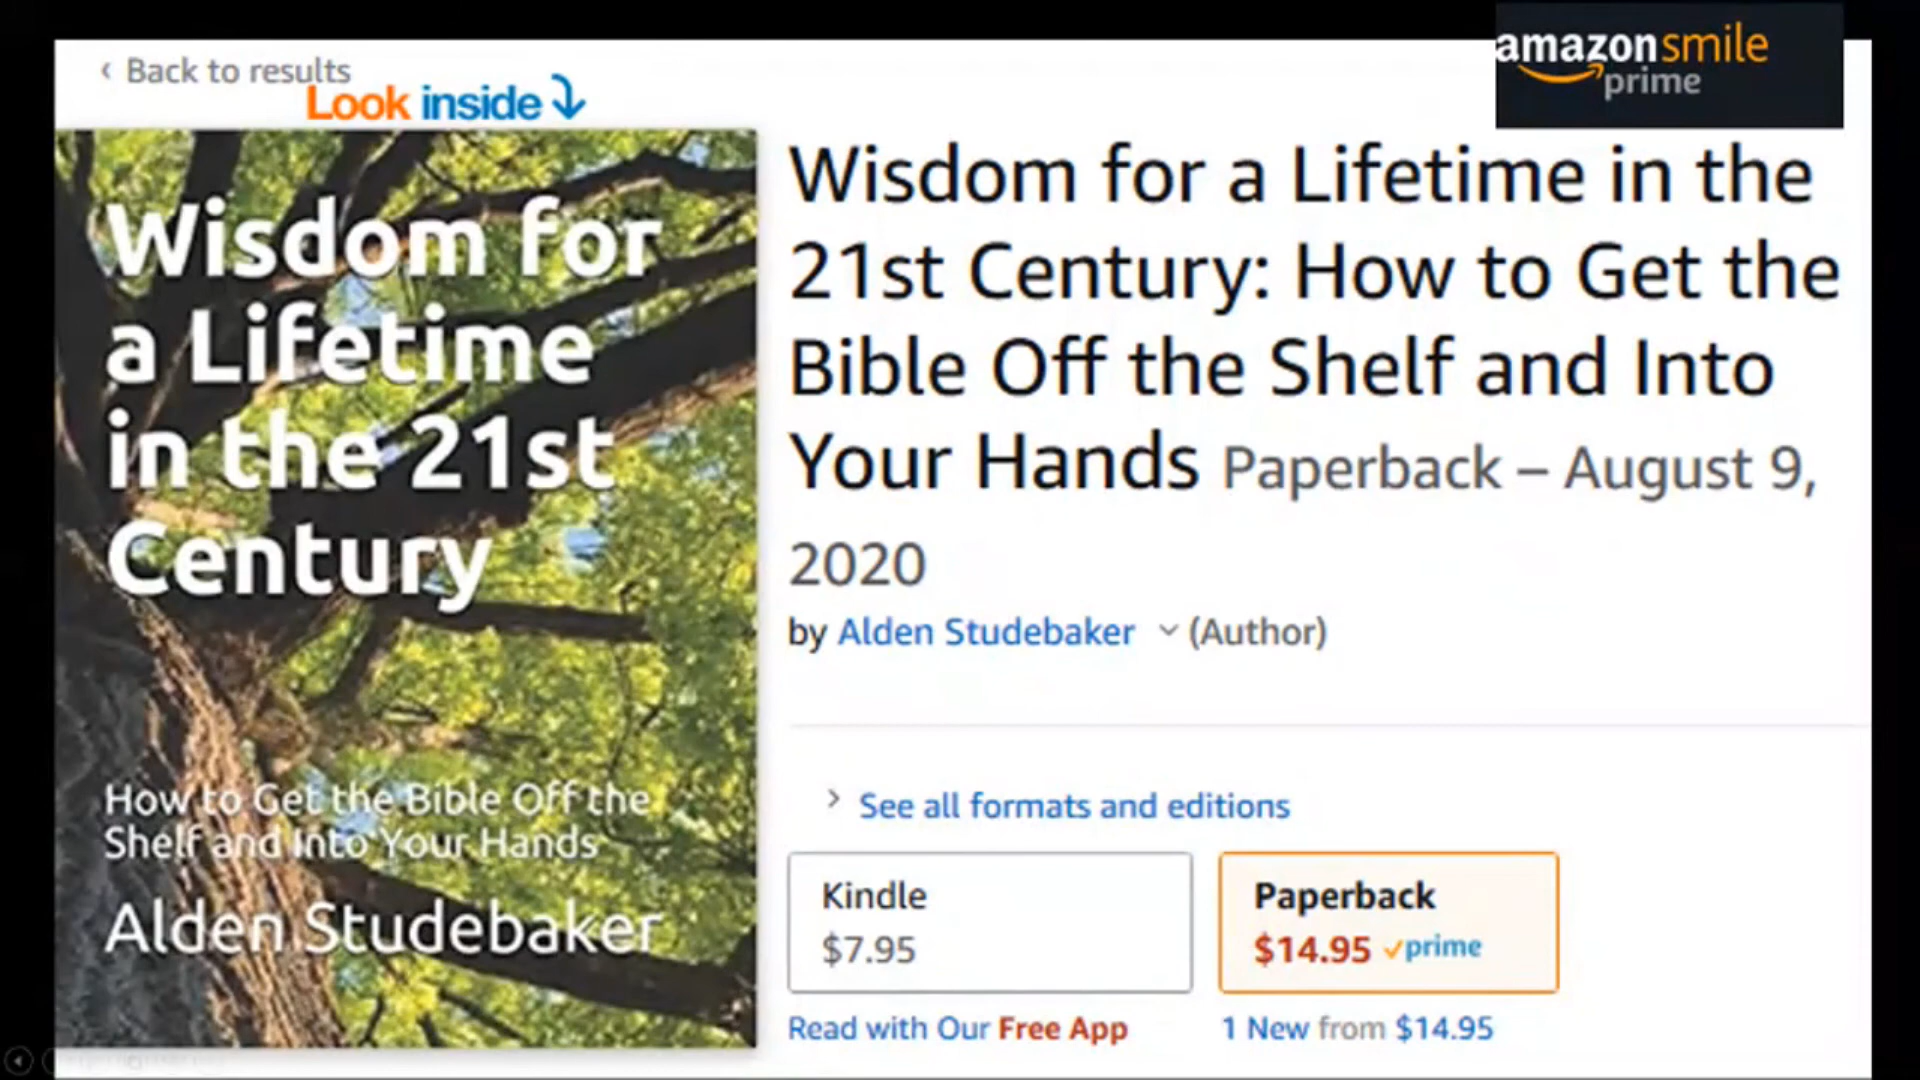 ‹ Back to results
Look inside
amazonsmile
prime
Wisdom for
a Lifetime
in the 21st
Century
How to Get the Bible Off the
Shelf and Into Your Hands
Alden Studebaker
Wisdom for a Lifetime in the
21st Century: How to Get the
Bible Off the Shelf and Into
Your Hands Paperback – August 9,
2020
by Alden Studebaker (Author)
See all formats and editions
Kindle
$7.95
Paperback
$14.95 prime
Read with Our Free App
1 New from $14.95